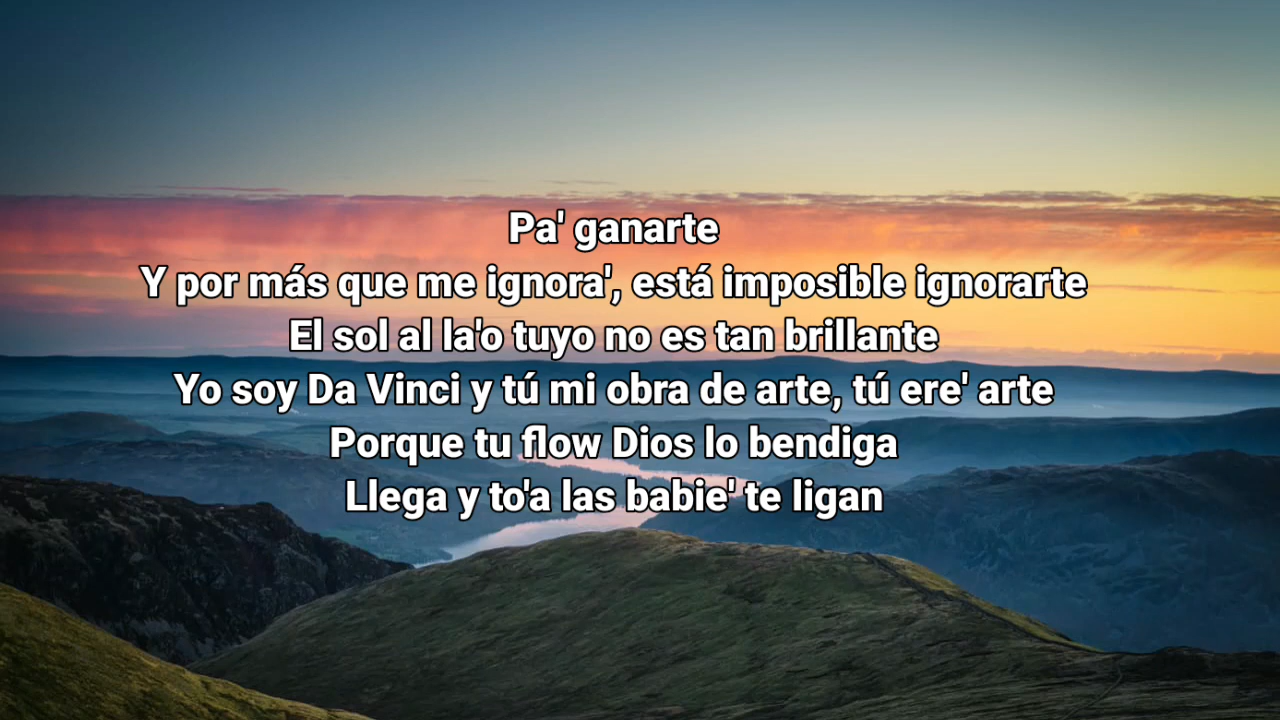 Pa' ganarte
Y por más que me ignora', está imposible ignorarte
El sol al la'o tuyo no es tan brillante
Yo soy Da Vinci y tú mi obra de arte, tú ere' arte
Porque tu flow Dios lo bendiga
Llega y to'a las babie' te ligan